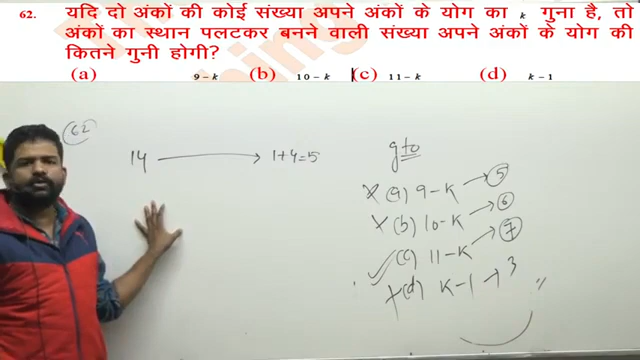 62. यदि दो अंकों की कोई संख्या अपने अंकों के योग का k गुना है, तो
अंकों का स्थान पलटकर बनने वाली संख्या अपने अंकों के योग की
कितने गुनी होगी?
(a) 9-k (b) 10-k (c) 11-k (d) k-1
62
14 → 1+4=5
g to
(a) 9-k → 5
(b) 10-k → 6
(c) 11-k → 7
(d) k-1 → 3